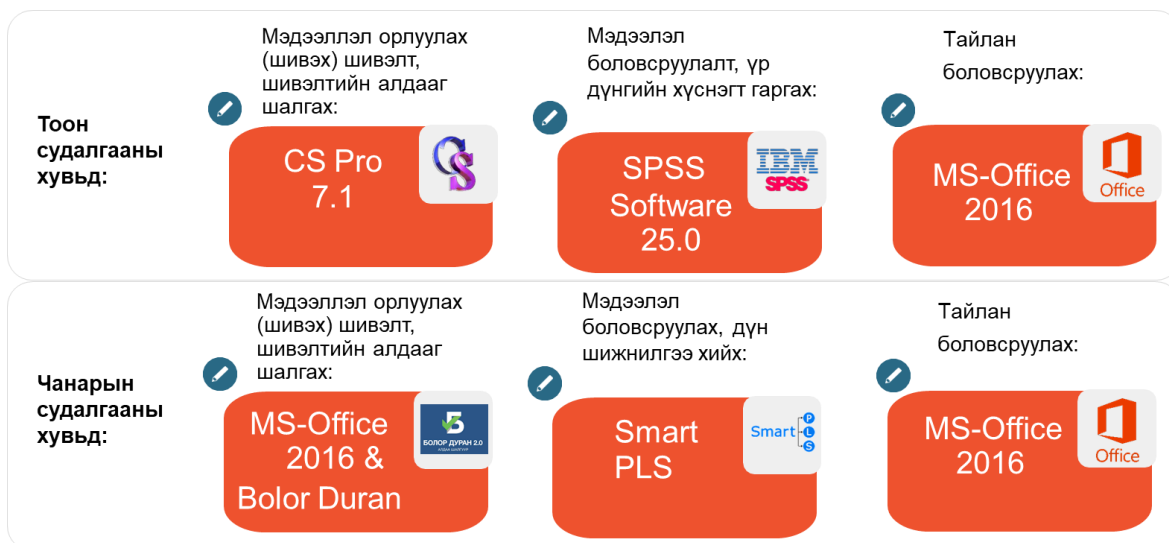 Тоон
судалгааны
хувьд:
Мэдээллэл орлуулах
(шивэх) шивэлт,
шивэлтийн алдааг
шалгах:
CS Pro
7.1
CS
Мэдээлэл
боловсруулалт, үр
дүнгийн хүснэгт гаргах:
SPSS
Software
25.0
IBM
SPSS
Тайлан
боловсруулах:
MS-Office
2016
Office
Чанарын
судалгааны
хувьд:
Мэдээллэл орлуулах
(шивэх) шивэлт,
шивэлтийн алдааг
шалгах:
MS-Office
2016 &
Bolor Duran
БОЛОР ДУРАН 2.0
АЛДАА ШАЛГУУР
Мэдээлэл
боловсруулах, дүн
шижнилгээ хийх:
Smart
PLS
Smart
P
L
S
Тайлан
боловсруулах:
MS-Office
2016
Office